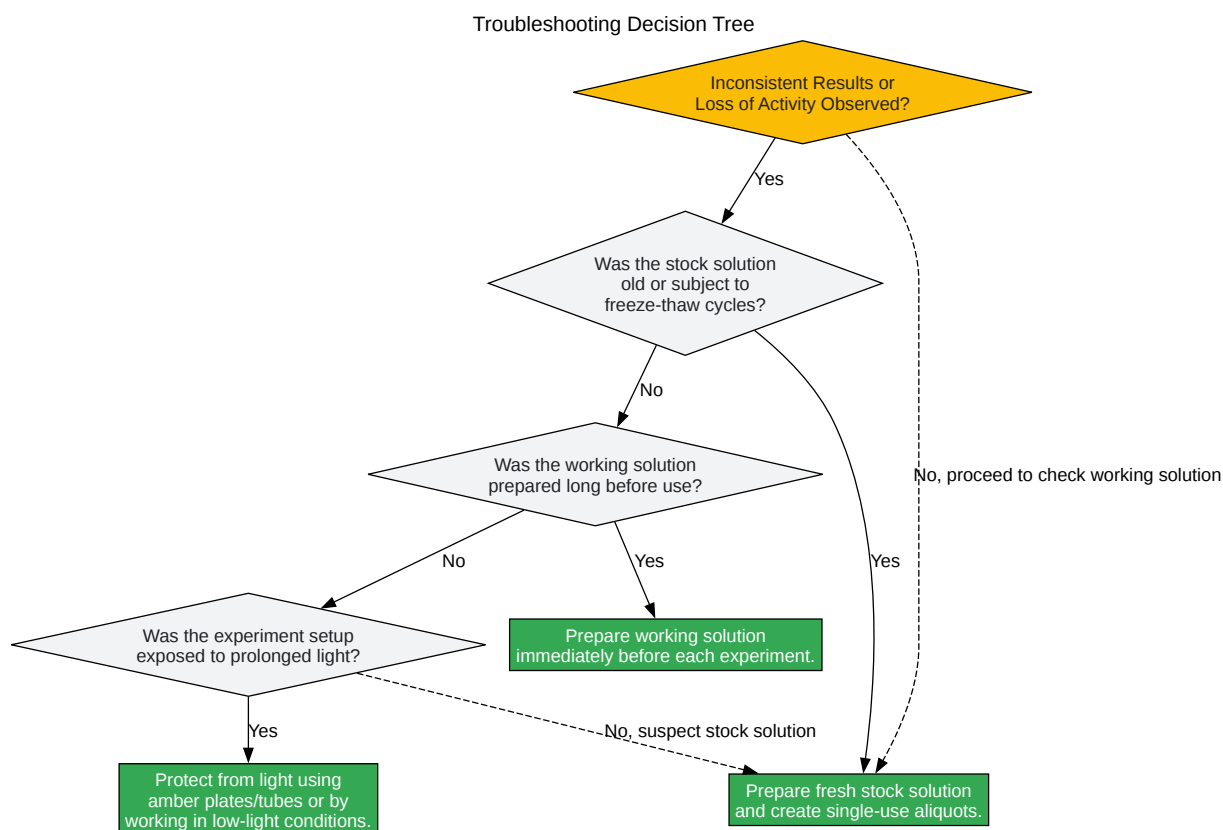 Troubleshooting Decision Tree
Inconsistent Results or
Loss of Activity Observed?
Yes
Was the stock solution
old or subject to
freeze-thaw cycles?
No
Was the working solution
prepared long before use?
No, proceed to check working solution
No
Yes
Yes
Was the experiment setup
exposed to prolonged light?
Prepare working solution
immediately before each experiment.
Yes
No, suspect stock solution
Protect from light using
amber plates/tubes or by
working in low-light conditions.
Prepare fresh stock solution
and create single-use aliquots.